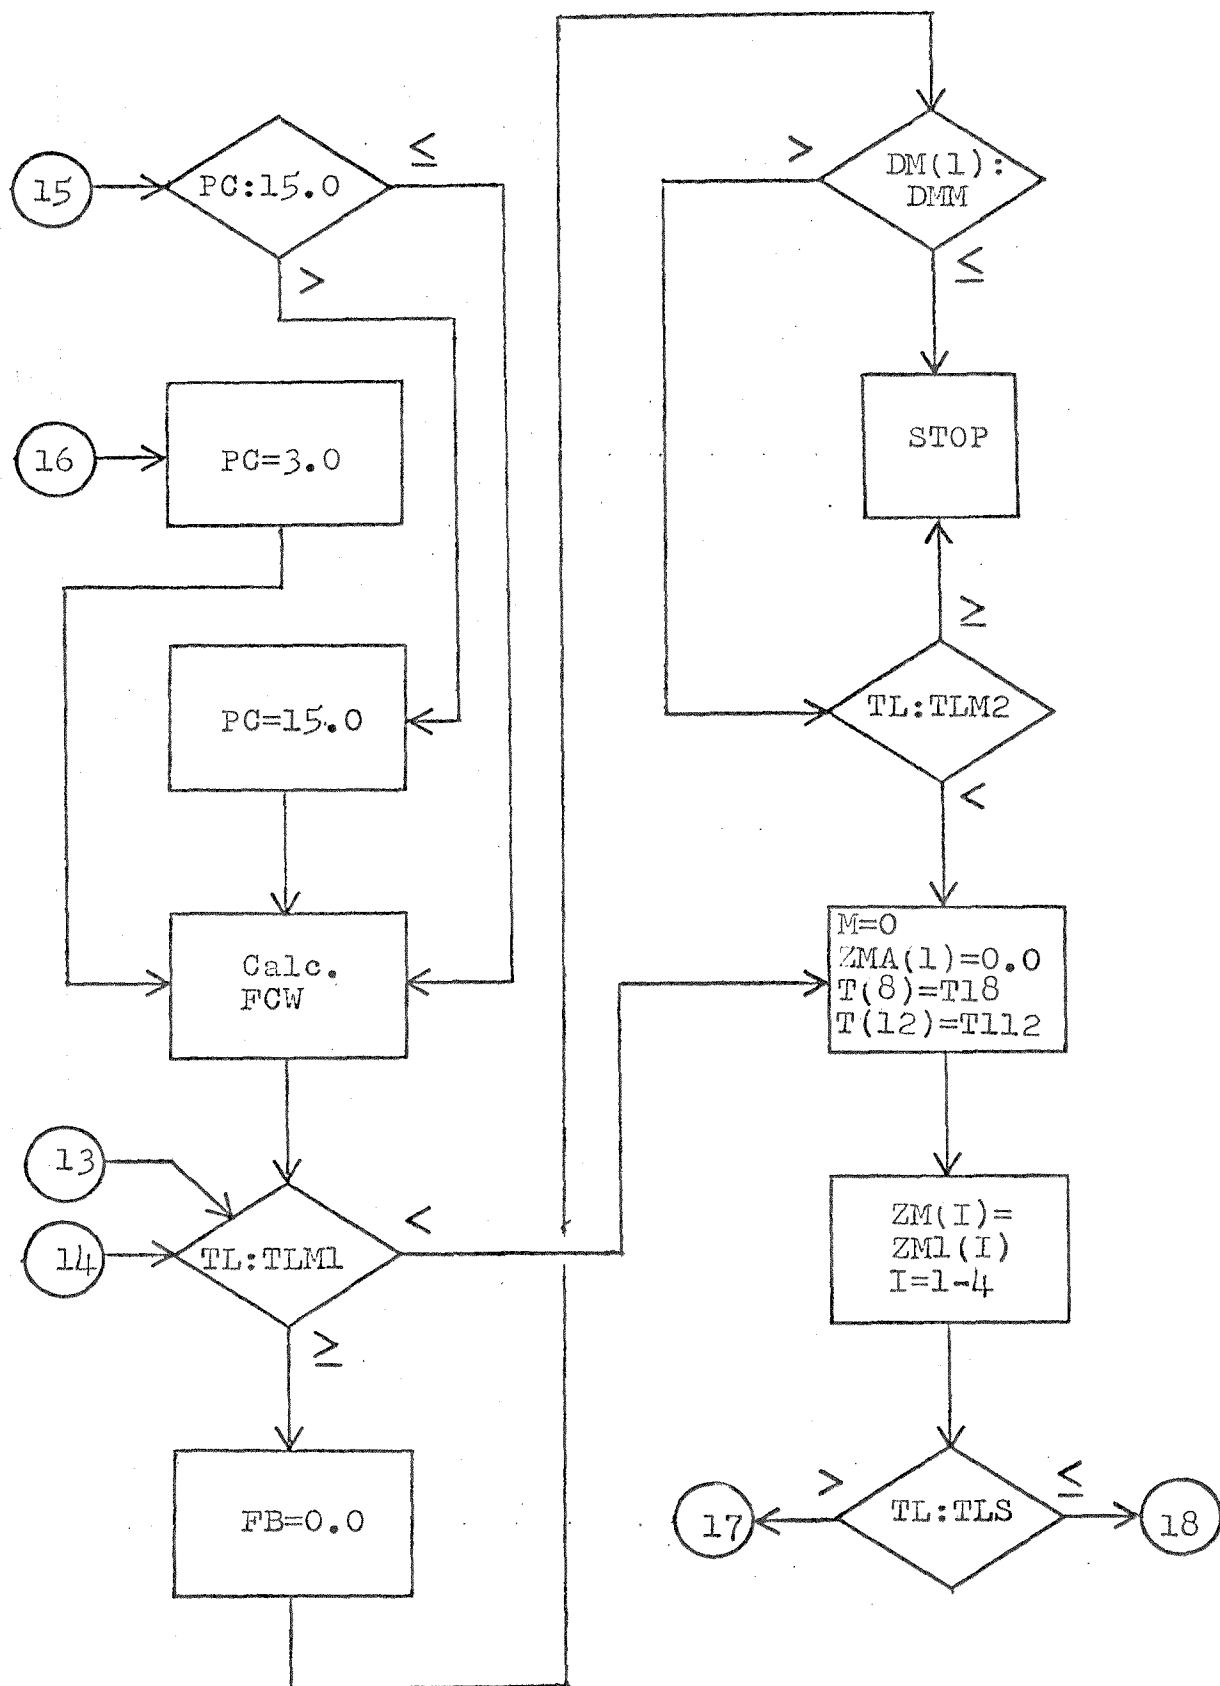 15
PC:15.0
≤
>
16
PC=3.0
PC=15.0
Calc.
FCW
13
14
TL:TLM1
<
≥
FB=0.0
>
DM(1):
DMM
≤
STOP
≥
TL:TLM2
<
M=0
ZMA(1)=0.0
T(8)=T18
T(12)=T112
ZM(I)=
ZM1(I)
I=1-4
>
TL:TLS
≤
17
18